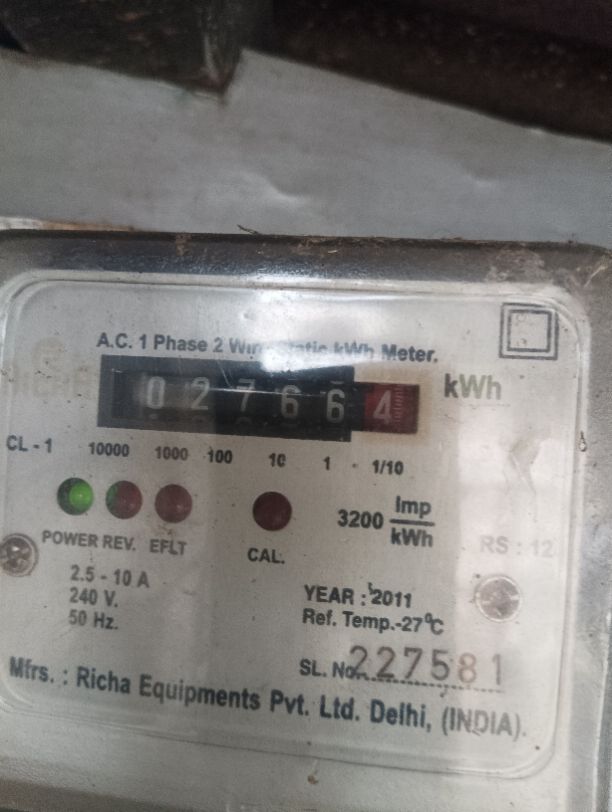 A.C. 1 Phase 2 Wire Static kWh Meter.
0 2 7 6 6 4 kWh
CL - 1 10000 1000 100 10 1 1/10
3200 Imp/kWh
POWER REV. EFLT CAL.
RS : 12
2.5 - 10 A
240 V.
50 Hz.
YEAR : 2011
Ref. Temp.-27°C
SL. No. 227581
Mfrs. : Richa Equipments Pvt. Ltd. Delhi, (INDIA).